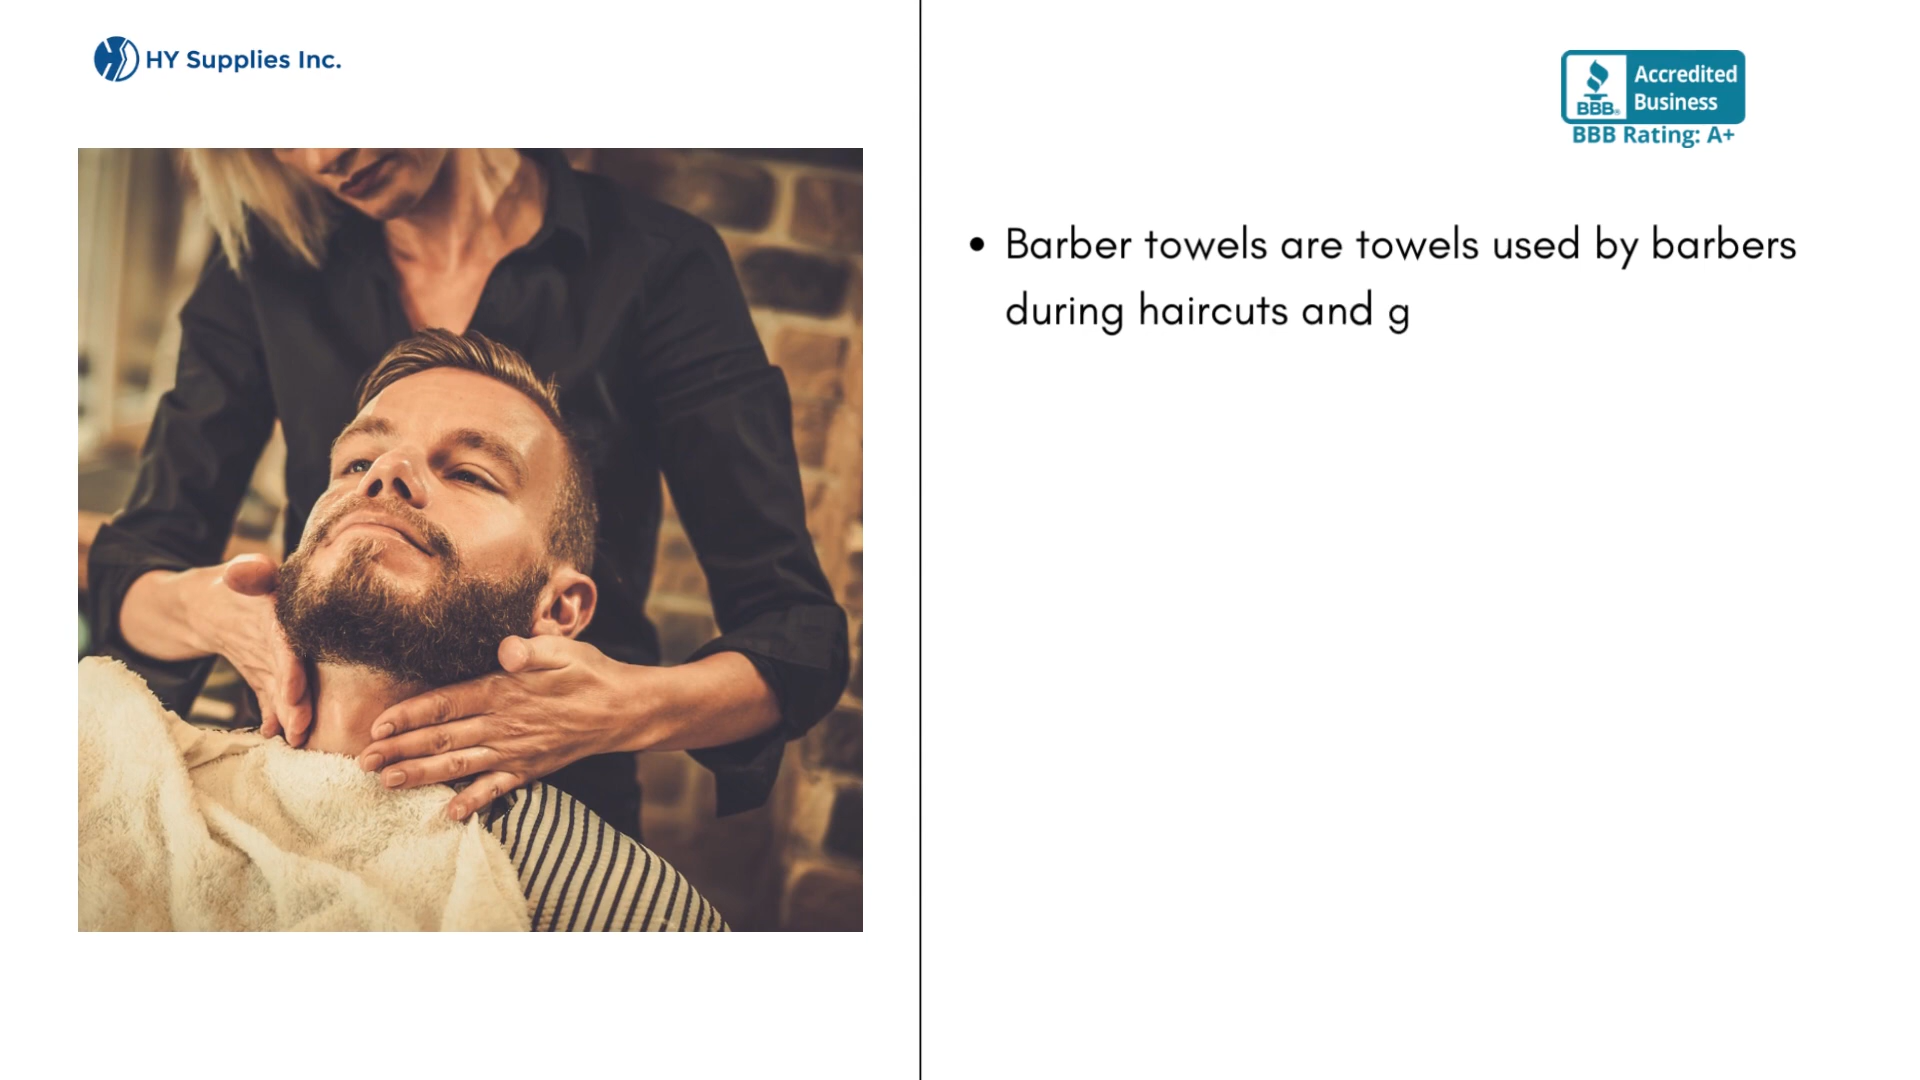 HY Supplies Inc.
BBB®
Accredited
Business
BBB Rating: A+
• Barber towels are towels used by barbers
during haircuts and g